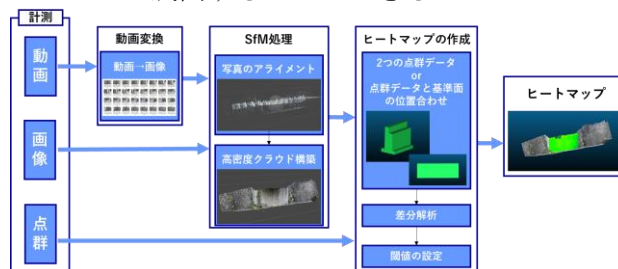 計測
動画
画像
点群
動画変換
動画→画像
SfM処理
写真のアライメント
高密度クラウド構築
ヒートマップの作成
2つの点群データ
or
点群データと基準面
の位置合わせ
差分解析
閾値の設定
ヒートマップ